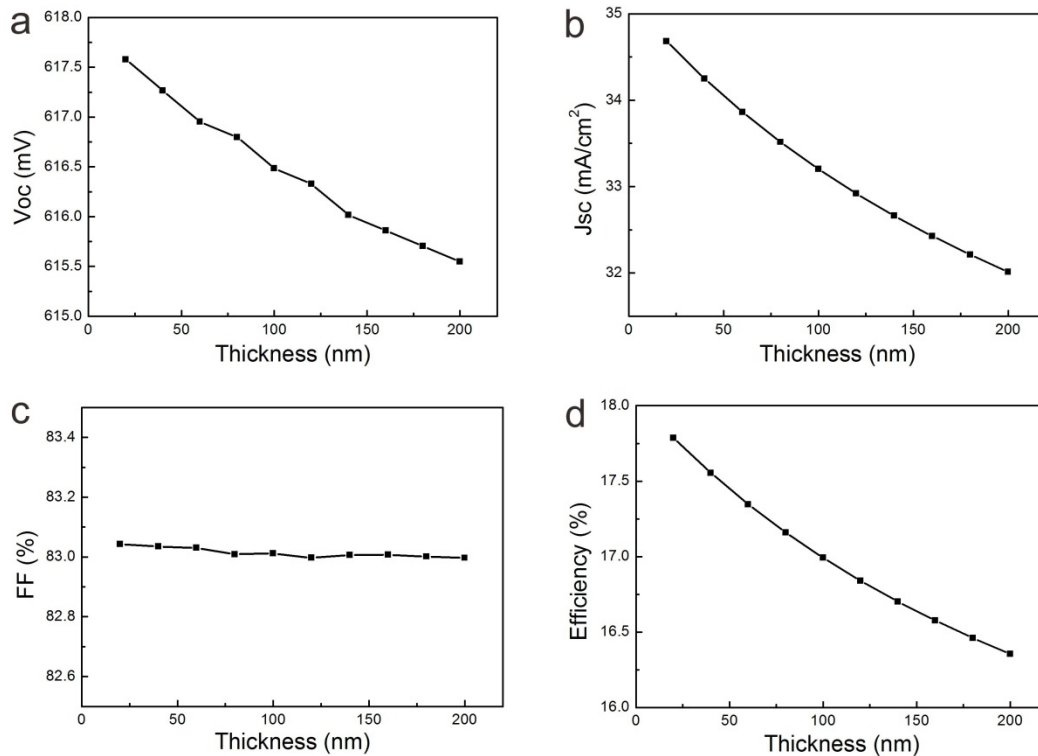 a
618.0
617.5
617.0
616.5
616.0
615.5
615.0
Voc (mV)
0 50 100 150 200
Thickness (nm)
b
35
34
33
32
Jsc (mA/cm²)
0 50 100 150 200
Thickness (nm)
c
83.4
83.2
83.0
82.8
82.6
FF (%)
0 50 100 150 200
Thickness (nm)
d
18.0
17.5
17.0
16.5
16.0
Efficiency (%)
0 50 100 150 200
Thickness (nm)